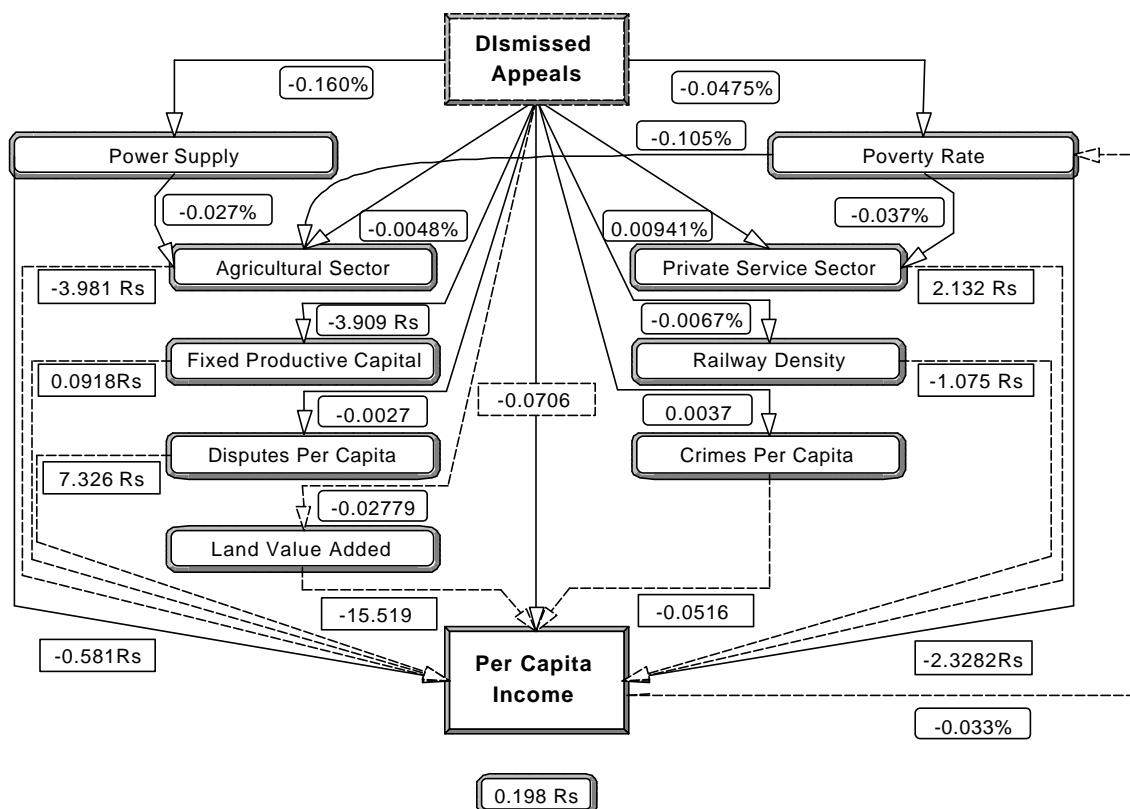 DIsmissed
Appeals
-0.160%
-0.0475%
-0.105%
Power Supply
Poverty Rate
-0.027%
-0.0048%
0.00941%
-0.037%
Agricultural Sector
Private Service Sector
-3.981 Rs
2.132 Rs
-3.909 Rs
-0.0067%
Fixed Productive Capital
Railway Density
0.0918Rs
-0.0706
-1.075 Rs
-0.0027
0.0037
Disputes Per Capita
Crimes Per Capita
7.326 Rs
-0.02779
Land Value Added
-15.519
-0.0516
-0.581Rs
Per Capita
Income
-2.3282Rs
-0.033%
0.198 Rs